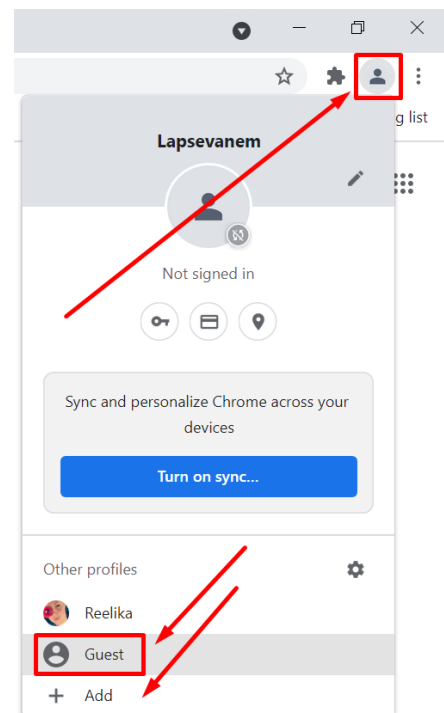 g list
Lapsevanem
Not signed in
Sync and personalize Chrome across your
devices
Turn on sync...
Other profiles
Reelika
Guest
Add